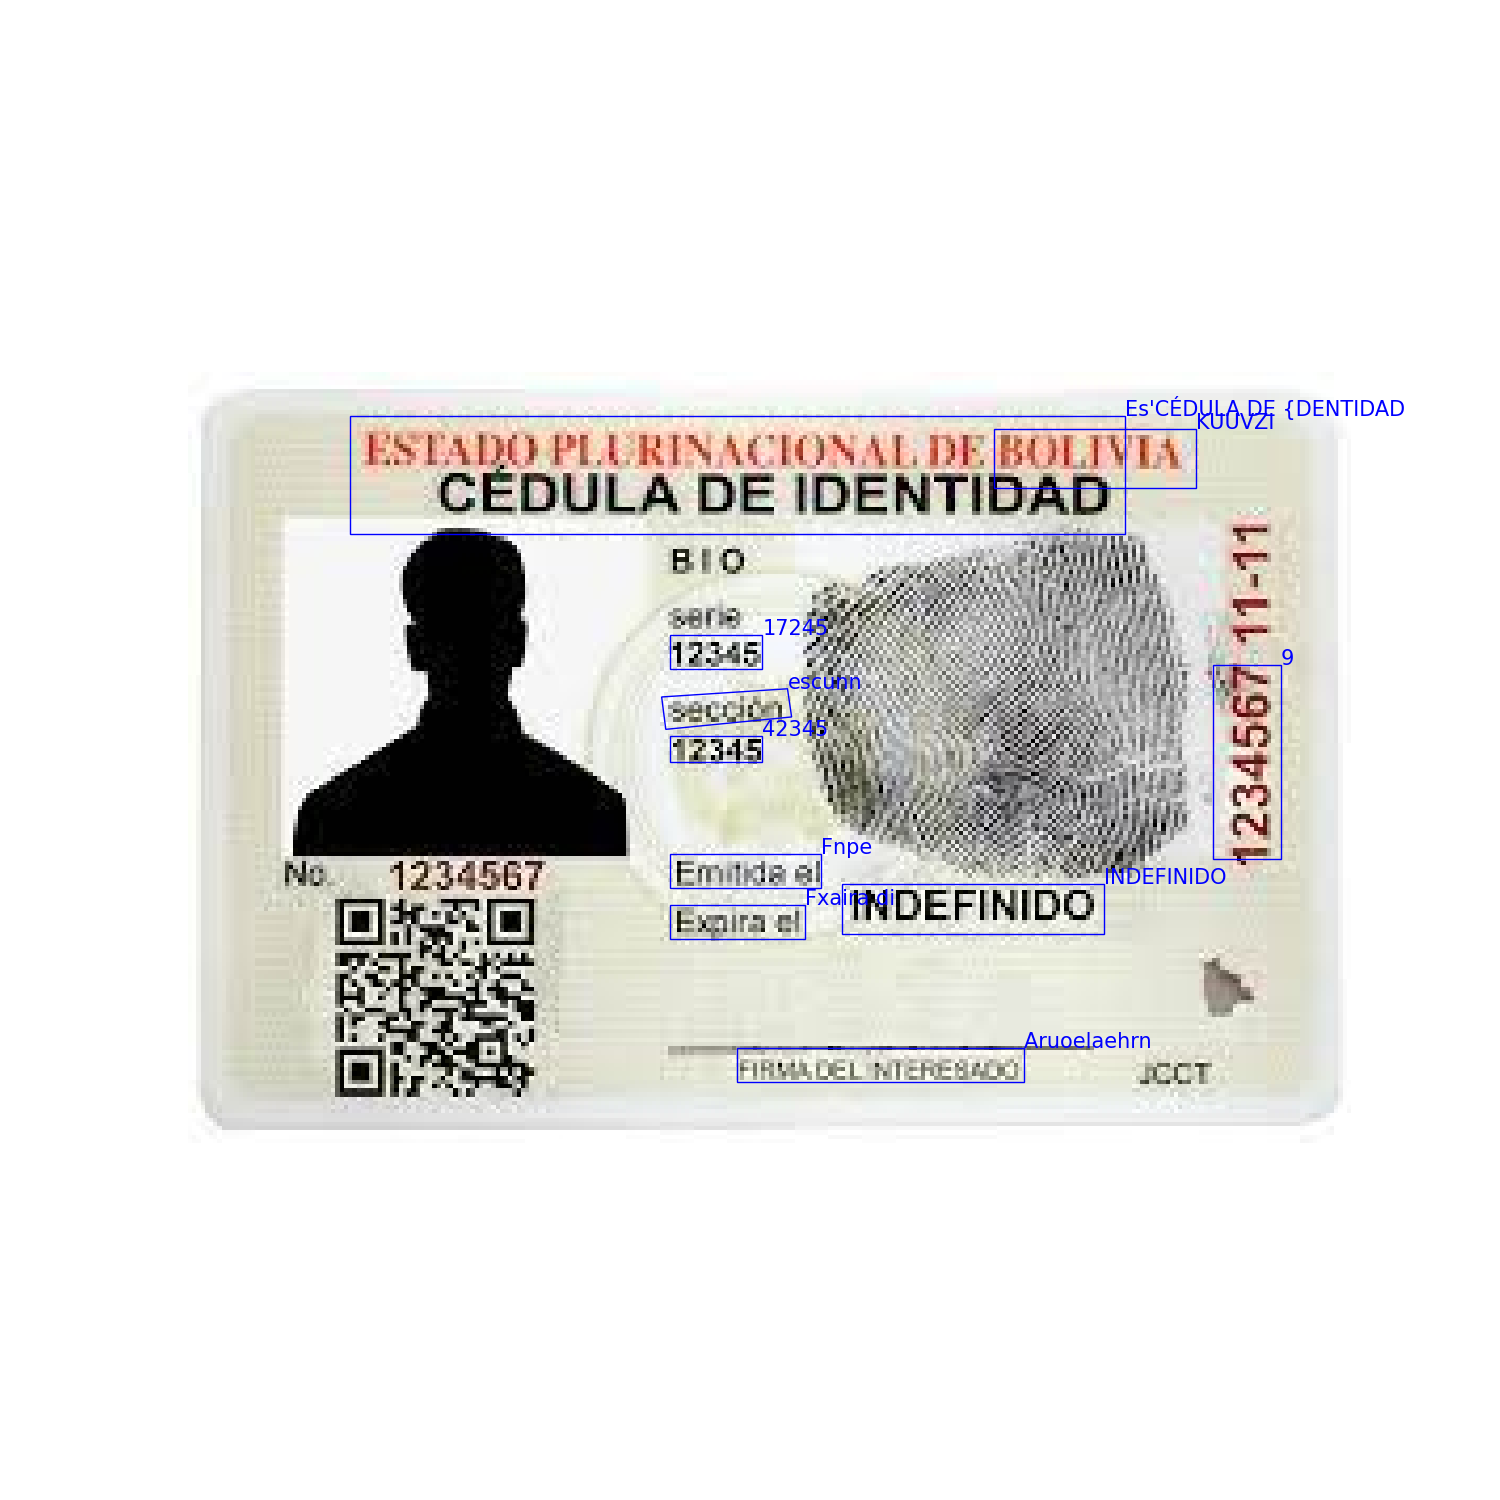 ESTADO PLURINACIONAL DE BOLIVIA
Es'CÉDULA DE {DENTIDAD
KUUVZI
CÉDULA DE IDENTIDAD
BIO
serie
17245
12345
escunn
sección
42345
12345
1234567 11-11
9
No. 1234567
Fnpe
Emitida el
INDEFINIDO
Fxaira di
Expira el INDEFINIDO
Aruoelaehrn
FIRMA DEL INTERESADO
JCCT